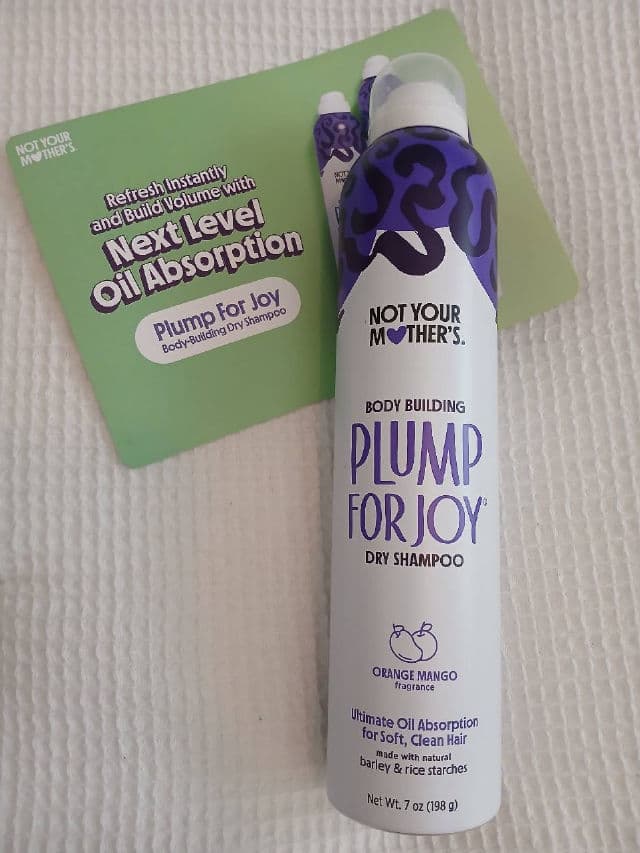 NOT YOUR
MOTHER'S.
Refresh Instantly
and Build Volume with
Next Level
Oil Absorption
Plump For Joy
Body-Building Dry Shampoo
NOT YOUR
M♥THER'S.
BODY BUILDING
PLUMP
FOR JOY®
DRY SHAMPOO
ORANGE MANGO
fragrance
Ultimate Oil Absorption
for Soft, Clean Hair
made with natural
barley & rice starches
Net Wt. 7 oz (198 g)